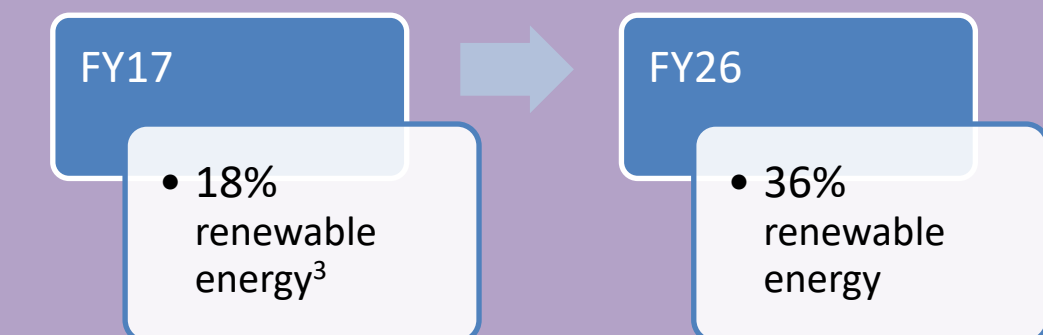 FY17
• 18%
renewable
energy³
FY26
• 36%
renewable
energy